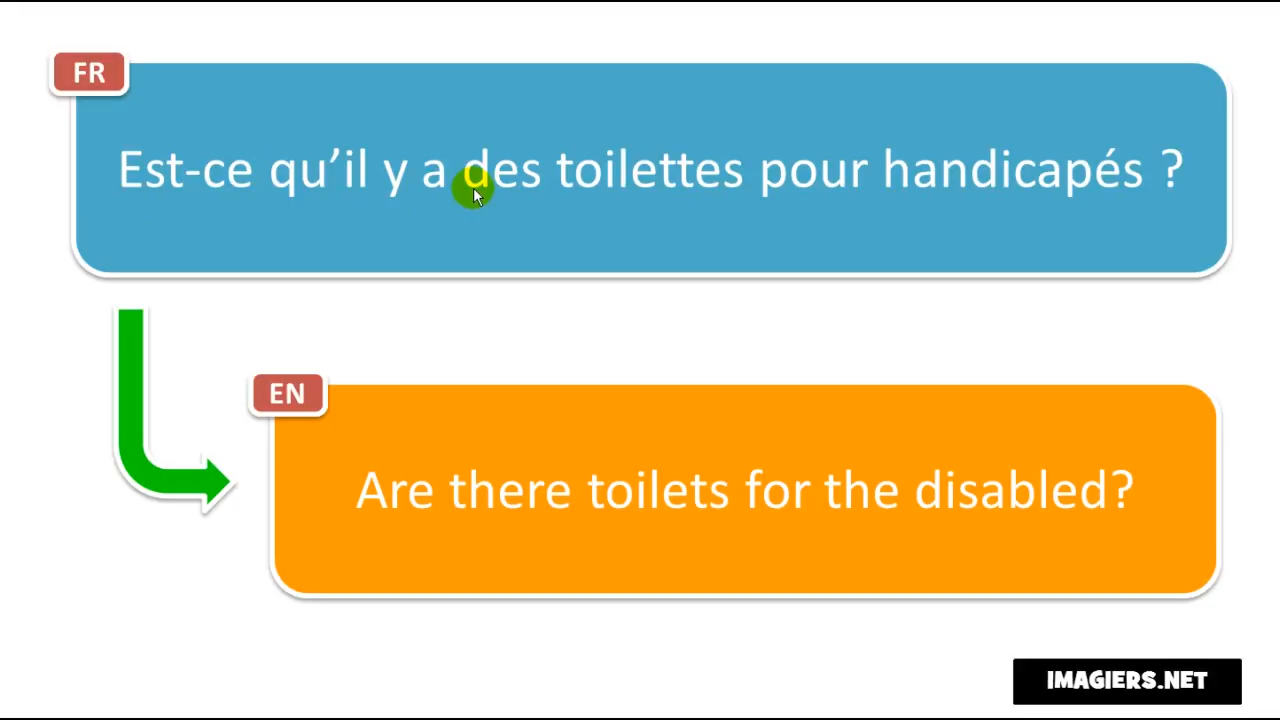 FR
Est-ce qu’il y a des toilettes pour handicapés ?
EN
Are there toilets for the disabled?
IMAGIERS.NET